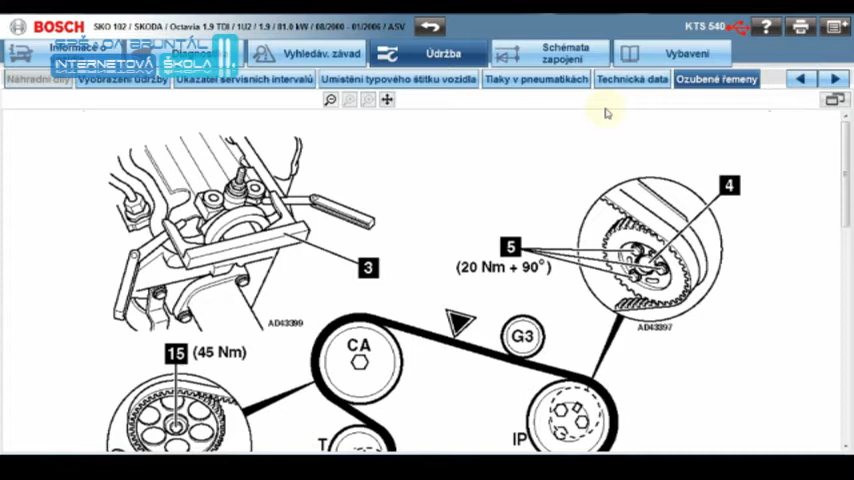 BOSCH SKO 102 / SKODA / Octavia 1.9 TDI / 1U2 / 1.9 / 81.0 kW / 08/2000 - 01/2006 / ASV KTS 540 ?
Informace o Diagnostika Vyhledáv. závad Údržba Schémata zapojení Vybavení
INTERNETOVÁ ŠKOLA
Náhradní díly Vyobrazení údržby Ukazatel servisních intervalů Umístění typového štítku vozidla Tlaky v pneumatikách Technická data Ozubené řemeny
4
5
(20 Nm + 90°)
3
AD43399
AD43397
15 (45 Nm)
CA
G3
T
IP